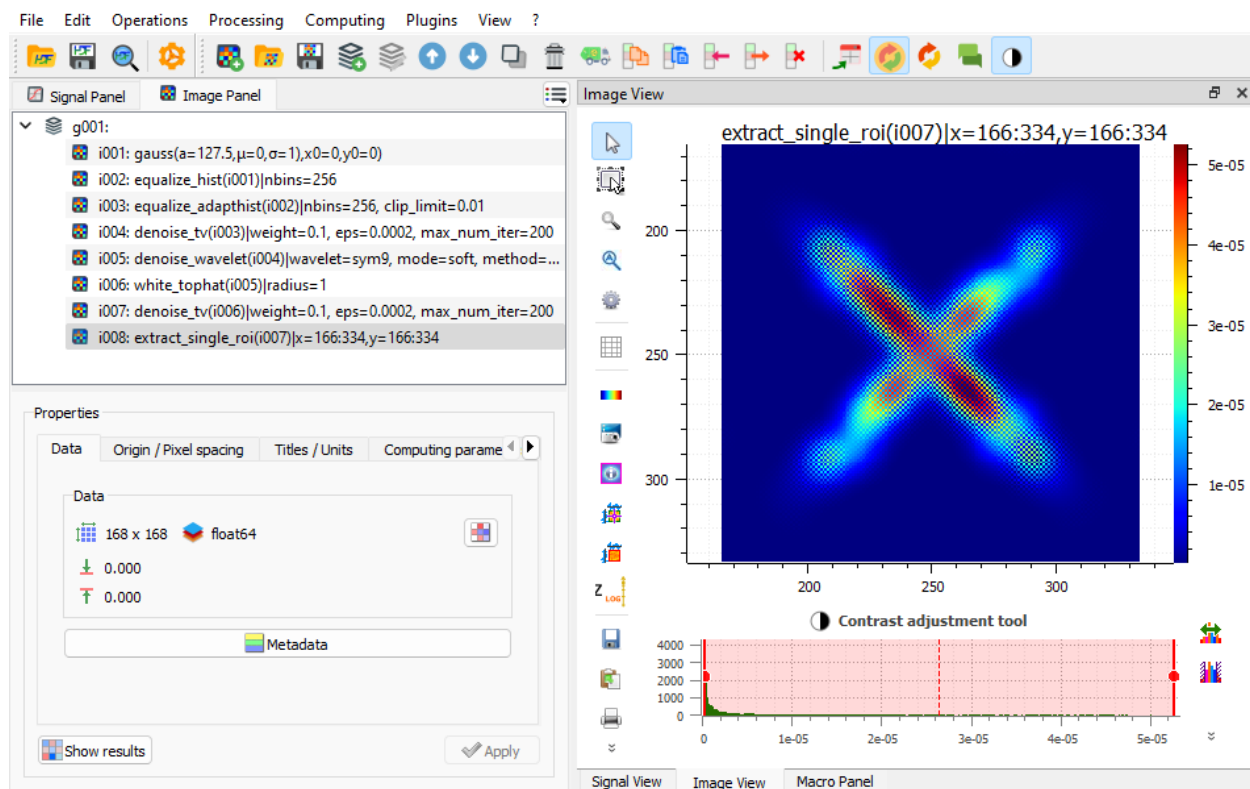 File Edit Operations Processing Computing Plugins View ?
Signal Panel Image Panel
g001:
i001: gauss(a=127.5,μ=0,σ=1),x0=0,y0=0)
i002: equalize_hist(i001)|nbins=256
i003: equalize_adapthist(i002)|nbins=256, clip_limit=0.01
i004: denoise_tv(i003)|weight=0.1, eps=0.0002, max_num_iter=200
i005: denoise_wavelet(i004)|wavelet=sym9, mode=soft, method=...
i006: white_tophat(i005)|radius=1
i007: denoise_tv(i006)|weight=0.1, eps=0.0002, max_num_iter=200
i008: extract_single_roi(i007)|x=166:334,y=166:334
Properties
Data Origin / Pixel spacing Titles / Units Computing parame
Data
168 x 168 float64
0.000
0.000
Metadata
Show results Apply
Image View
extract_single_roi(i007)|x=166:334,y=166:334
200
250
300
200 250 300
5e-05
4e-05
3e-05
2e-05
1e-05
Z LOG
Contrast adjustment tool
4000
3000
2000
1000
0
0 1e-05 2e-05 3e-05 4e-05 5e-05
Signal View Image View Macro Panel